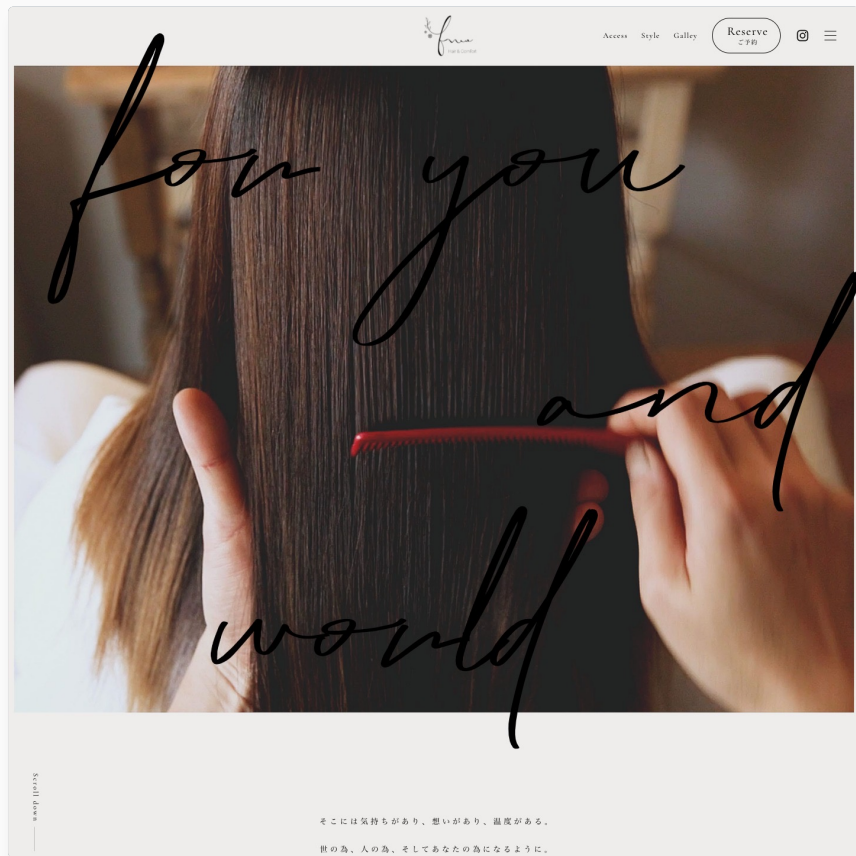 Access Style Galley
Reserve
ご予約
for you
and
world
Scroll down
そこには気持ちがあり、想いがあり、温度がある。
世の為、人の為、そしてあなたの為になるように。